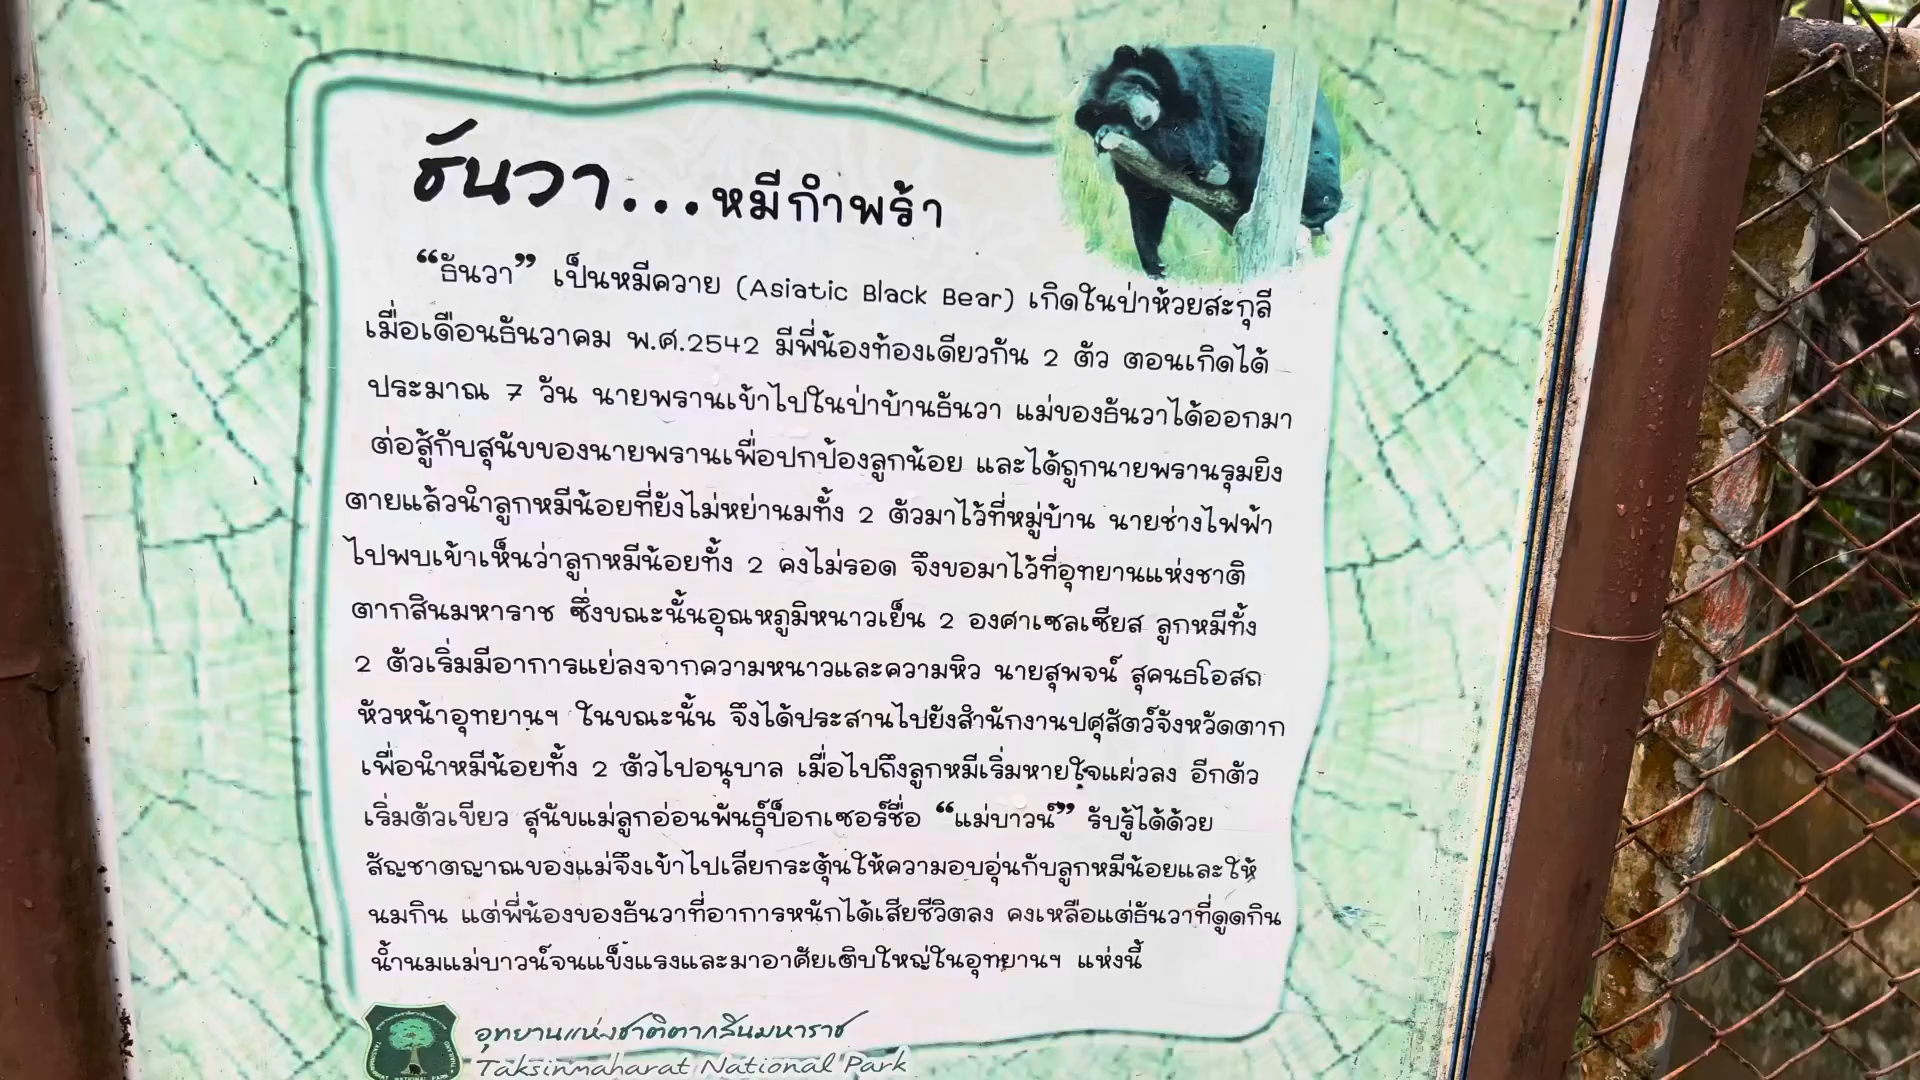 ธันวา...หมีกำพร้า
“ธันวา” เป็นหมีควาย (Asiatic Black Bear) เกิดในป่าห้วยสะกุลี
เมื่อเดือนธันวาคม พ.ศ.2542 มีพี่น้องท้องเดียวกัน 2 ตัว ตอนเกิดได้
ประมาณ 7 วัน นายพรานเข้าไปในป่าบ้านธันวา แม่ของธันวาได้ออกมา
ต่อสู้กับสุนัขของนายพรานเพื่อปกป้องลูกน้อย และได้ถูกนายพรานรุมยิง
ตายแล้วนำลูกหมีน้อยที่ยังไม่หย่านมทั้ง 2 ตัวมาไว้ที่หมู่บ้าน นายช่างไฟฟ้า
ไปพบเข้าเห็นว่าลูกหมีน้อยทั้ง 2 คงไม่รอด จึงขอมาไว้ที่อุทยานแห่งชาติ
ตากสินมหาราช ซึ่งขณะนั้นอุณหภูมิหนาวเย็น 2 องศาเซลเซียส ลูกหมีทั้ง
2 ตัวเริ่มมีอาการแย่ลงจากความหนาวและความหิว นายสุพจน์ สุคนธโอสถ
หัวหน้าอุทยานฯ ในขณะนั้น จึงได้ประสานไปยังสำนักงานปศุสัตว์จังหวัดตาก
เพื่อนำหมีน้อยทั้ง 2 ตัวไปอนุบาล เมื่อไปถึงลูกหมีเริ่มหายใจแผ่วลง อีกตัว
เริ่มตัวเขียว สุนัขแม่ลูกอ่อนพันธุ์บ็อกเซอร์ชื่อ “แม่บาวน์” รับรู้ได้ด้วย
สัญชาตญาณของแม่จึงเข้าไปเลียกระตุ้นให้ความอบอุ่นกับลูกหมีน้อยและให้
นมกิน แต่พี่น้องของธันวาที่อาการหนักได้เสียชีวิตลง คงเหลือแต่ธันวาที่ดูดกิน
น้ำนมแม่บาวน์จนแข็งแรงและมาอาศัยเติบใหญ่ในอุทยานฯ แห่งนี้
อุทยานแห่งชาติตากสินมหาราช
Taksinmaharat National Park